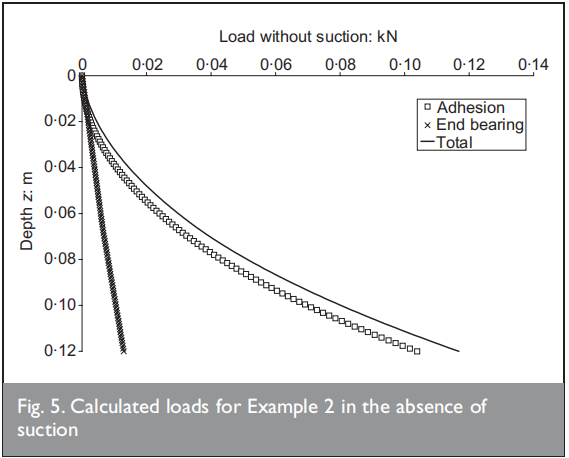 Load without suction: kN
0 0·02 0·04 0·06 0·08 0·10 0·12 0·14
0
0·02
0·04
0·06
0·08
0·10
0·12
Depth z: m
Adhesion
End bearing
Total
Fig. 5. Calculated loads for Example 2 in the absence of
suction